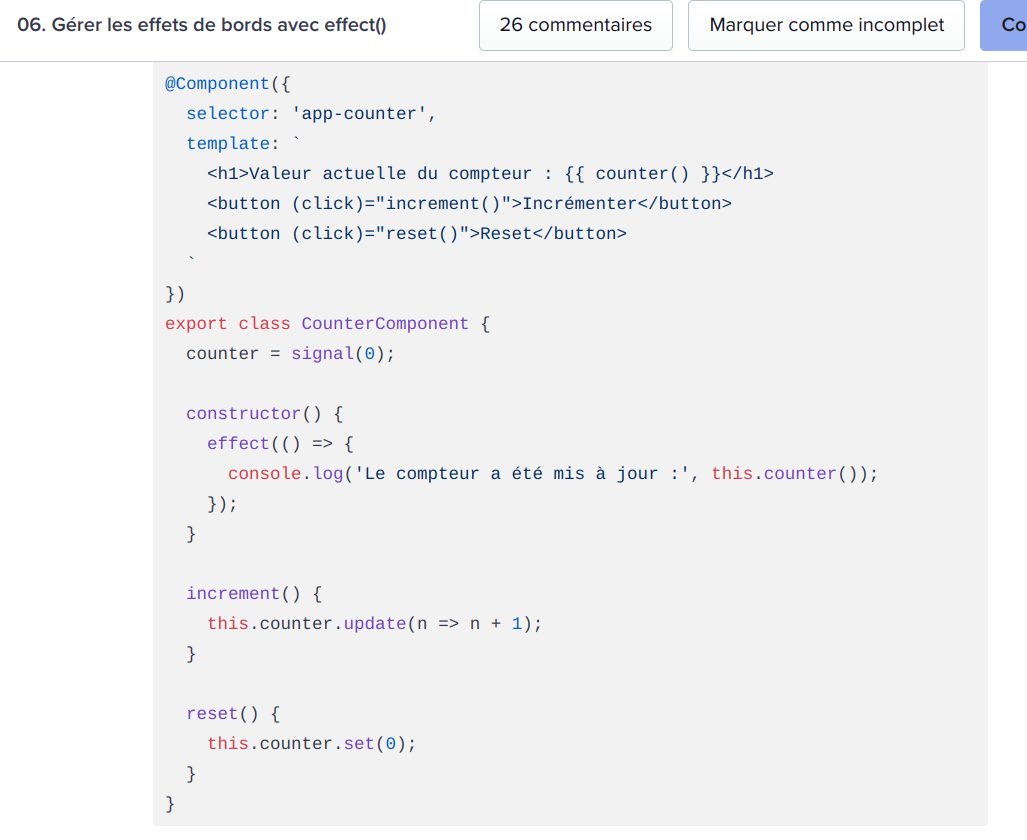 06. Gérer les effets de bords avec effect()
26 commentaires
Marquer comme incomplet
Co
@Component({
  selector: 'app-counter',
  template: `
    <h1>Valeur actuelle du compteur : {{ counter() }}</h1>
    <button (click)="increment()">Incrémenter</button>
    <button (click)="reset()">Reset</button>
  `
})
export class CounterComponent {
  counter = signal(0);
  constructor() {
    effect(() => {
      console.log('Le compteur a été mis à jour :', this.counter());
    });
  }
  increment() {
    this.counter.update(n => n + 1);
  }
  reset() {
    this.counter.set(0);
  }
}